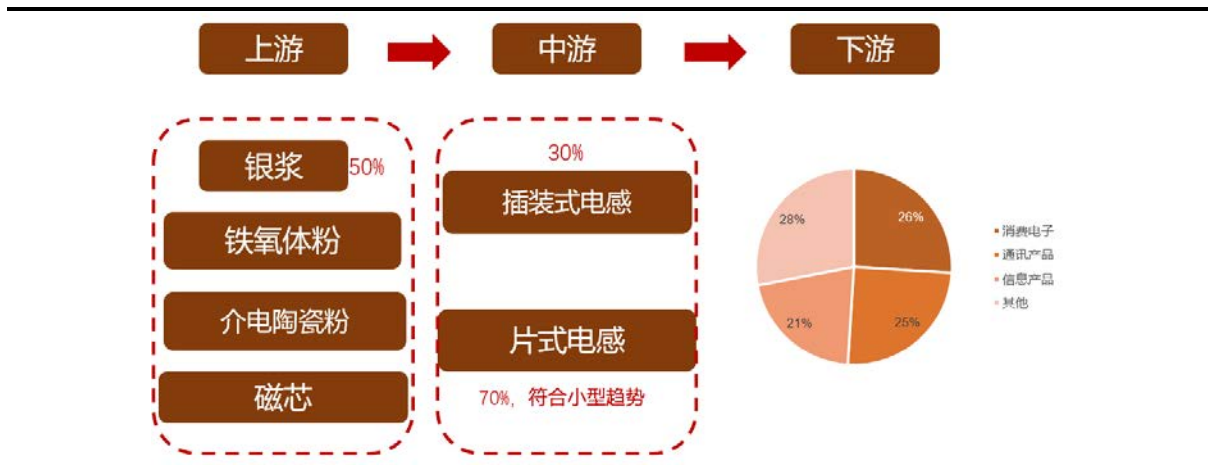 上游
中游
下游
银浆
50%
铁氧体粉
介电陶瓷粉
磁芯
30%
插装式电感
片式电感
70%，符合小型趋势
28%
26%
21%
25%
消费电子
通讯产品
信息产品
其他